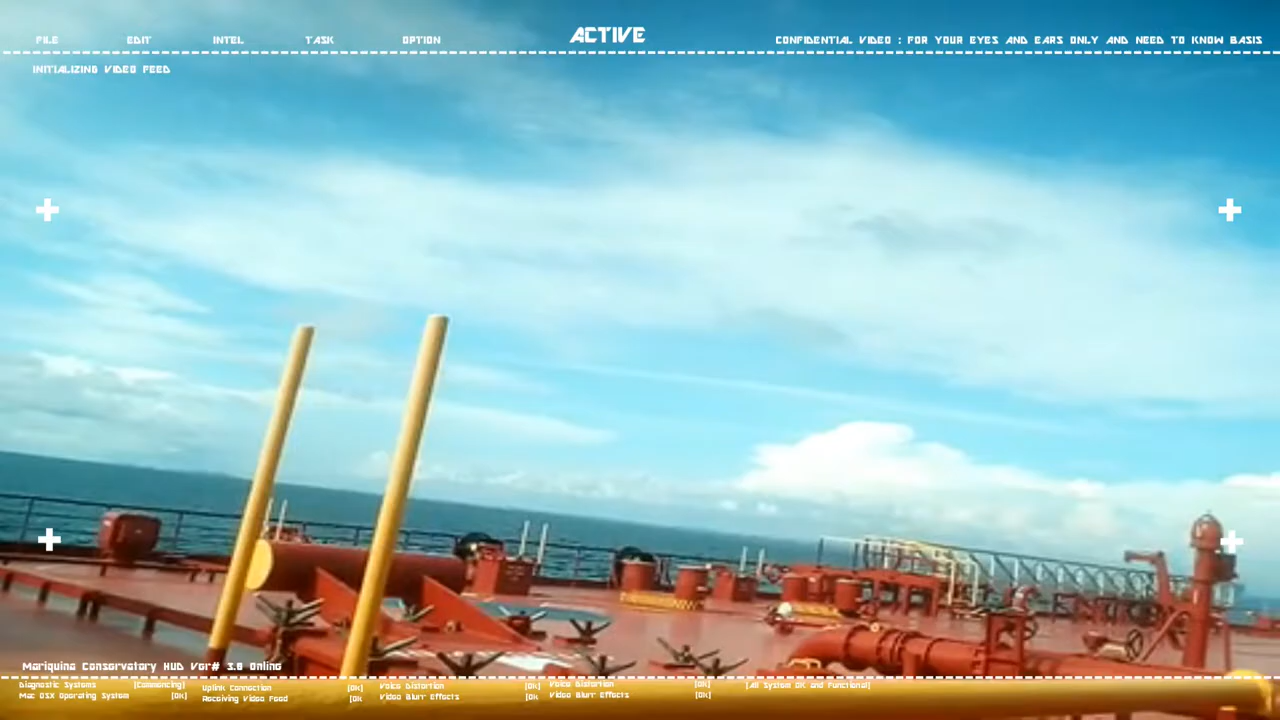 FILE EDIT INTEL TASK OPTION ACTIVE CONFIDENTIAL VIDEO : FOR YOUR EYES AND EARS ONLY AND NEED TO KNOW BASIS
INITIALIZING VIDEO FEED
Mariquina Conservatory HUD Ver# 3.0 Online
Diagnostic Systems [Commencing] Uplink Connection [OK] Voice Distortion [OK] Voice Distortion [OK] [All System OK and Functional]
Mac OSX Operating System [OK] Receiving Video Feed [OK Video Blurr Effects [OK Video Blurr Effects [OK]